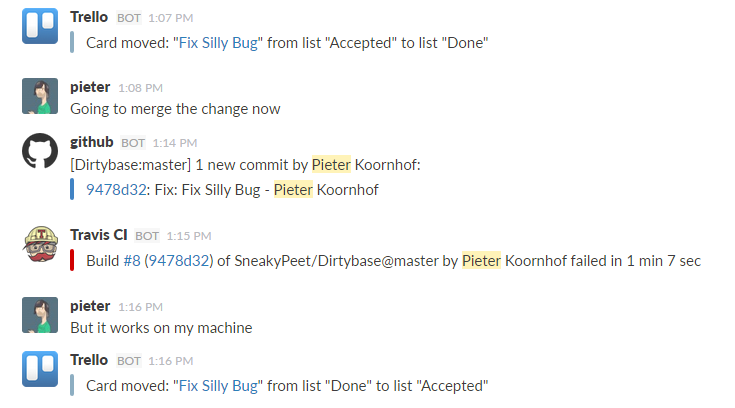 Trello BOT 1:07 PM
Card moved: "Fix Silly Bug" from list "Accepted" to list "Done"
pieter 1:08 PM
Going to merge the change now
github BOT 1:14 PM
[Dirtybase:master] 1 new commit by Pieter Koornhof:
9478d32: Fix: Fix Silly Bug - Pieter Koornhof
Travis CI BOT 1:15 PM
Build #8 (9478d32) of SneakyPeet/Dirtybase@master by Pieter Koornhof failed in 1 min 7 sec
pieter 1:16 PM
But it works on my machine
Trello BOT 1:16 PM
Card moved: "Fix Silly Bug" from list "Done" to list "Accepted"